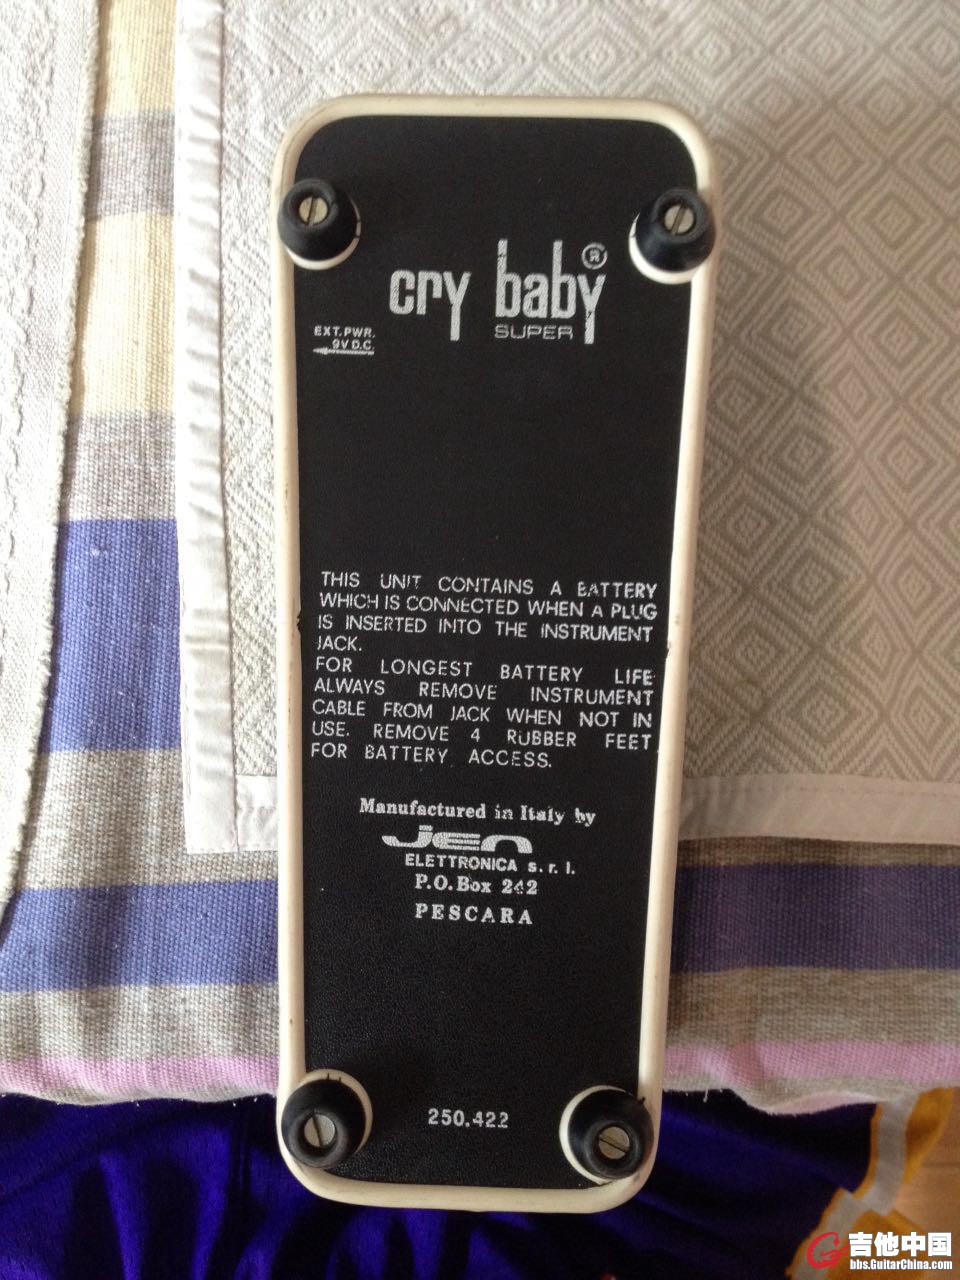 cry baby ®
SUPER
EXT. PWR.
9V D.C.
THIS UNIT CONTAINS A BATTERY
WHICH IS CONNECTED WHEN A PLUG
IS INSERTED INTO THE INSTRUMENT
JACK.
FOR LONGEST BATTERY LIFE
ALWAYS REMOVE INSTRUMENT
CABLE FROM JACK WHEN NOT IN
USE. REMOVE 4 RUBBER FEET
FOR BATTERY ACCESS.
Manufactured in Italy by
Jen
ELETTRONICA s. r. l.
P.O. Box 242
PESCARA
250.422
吉他中国
bbs.GuitarChina.com